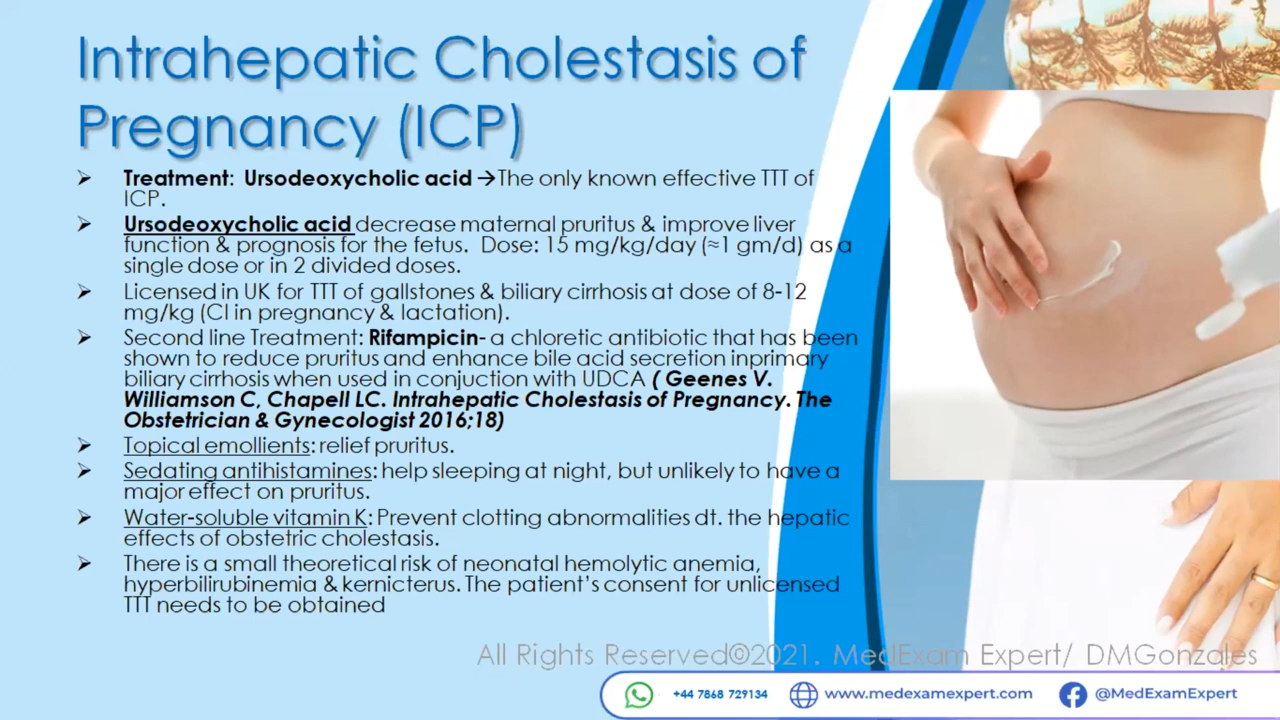 Intrahepatic Cholestasis of
Pregnancy (ICP)
➢ Treatment: Ursodeoxycholic acid →The only known effective TTT of
ICP.
➢ Ursodeoxycholic acid decrease maternal pruritus & improve liver
function & prognosis for the fetus. Dose: 15 mg/kg/day (≈1 gm/d) as a
single dose or in 2 divided doses.
➢ Licensed in UK for TTT of gallstones & biliary cirrhosis at dose of 8-12
mg/kg (CI in pregnancy & lactation).
➢ Second line Treatment: Rifampicin- a chloretic antibiotic that has been
shown to reduce pruritus and enhance bile acid secretion inprimary
biliary cirrhosis when used in conjuction with UDCA ( Geenes V.
Williamson C, Chapell LC. Intrahepatic Cholestasis of Pregnancy. The
Obstetrician & Gynecologist 2016;18)
➢ Topical emollients: relief pruritus.
➢ Sedating antihistamines: help sleeping at night, but unlikely to have a
major effect on pruritus.
➢ Water-soluble vitamin K: Prevent clotting abnormalities dt. the hepatic
effects of obstetric cholestasis.
➢ There is a small theoretical risk of neonatal hemolytic anemia,
hyperbilirubinemia & kernicterus. The patient's consent for unlicensed
TTT needs to be obtained
All Rights Reserved©2021. MedExam Expert/ DMGonzales
+44 7868 729134 www.medexamexpert.com @MedExamExpert